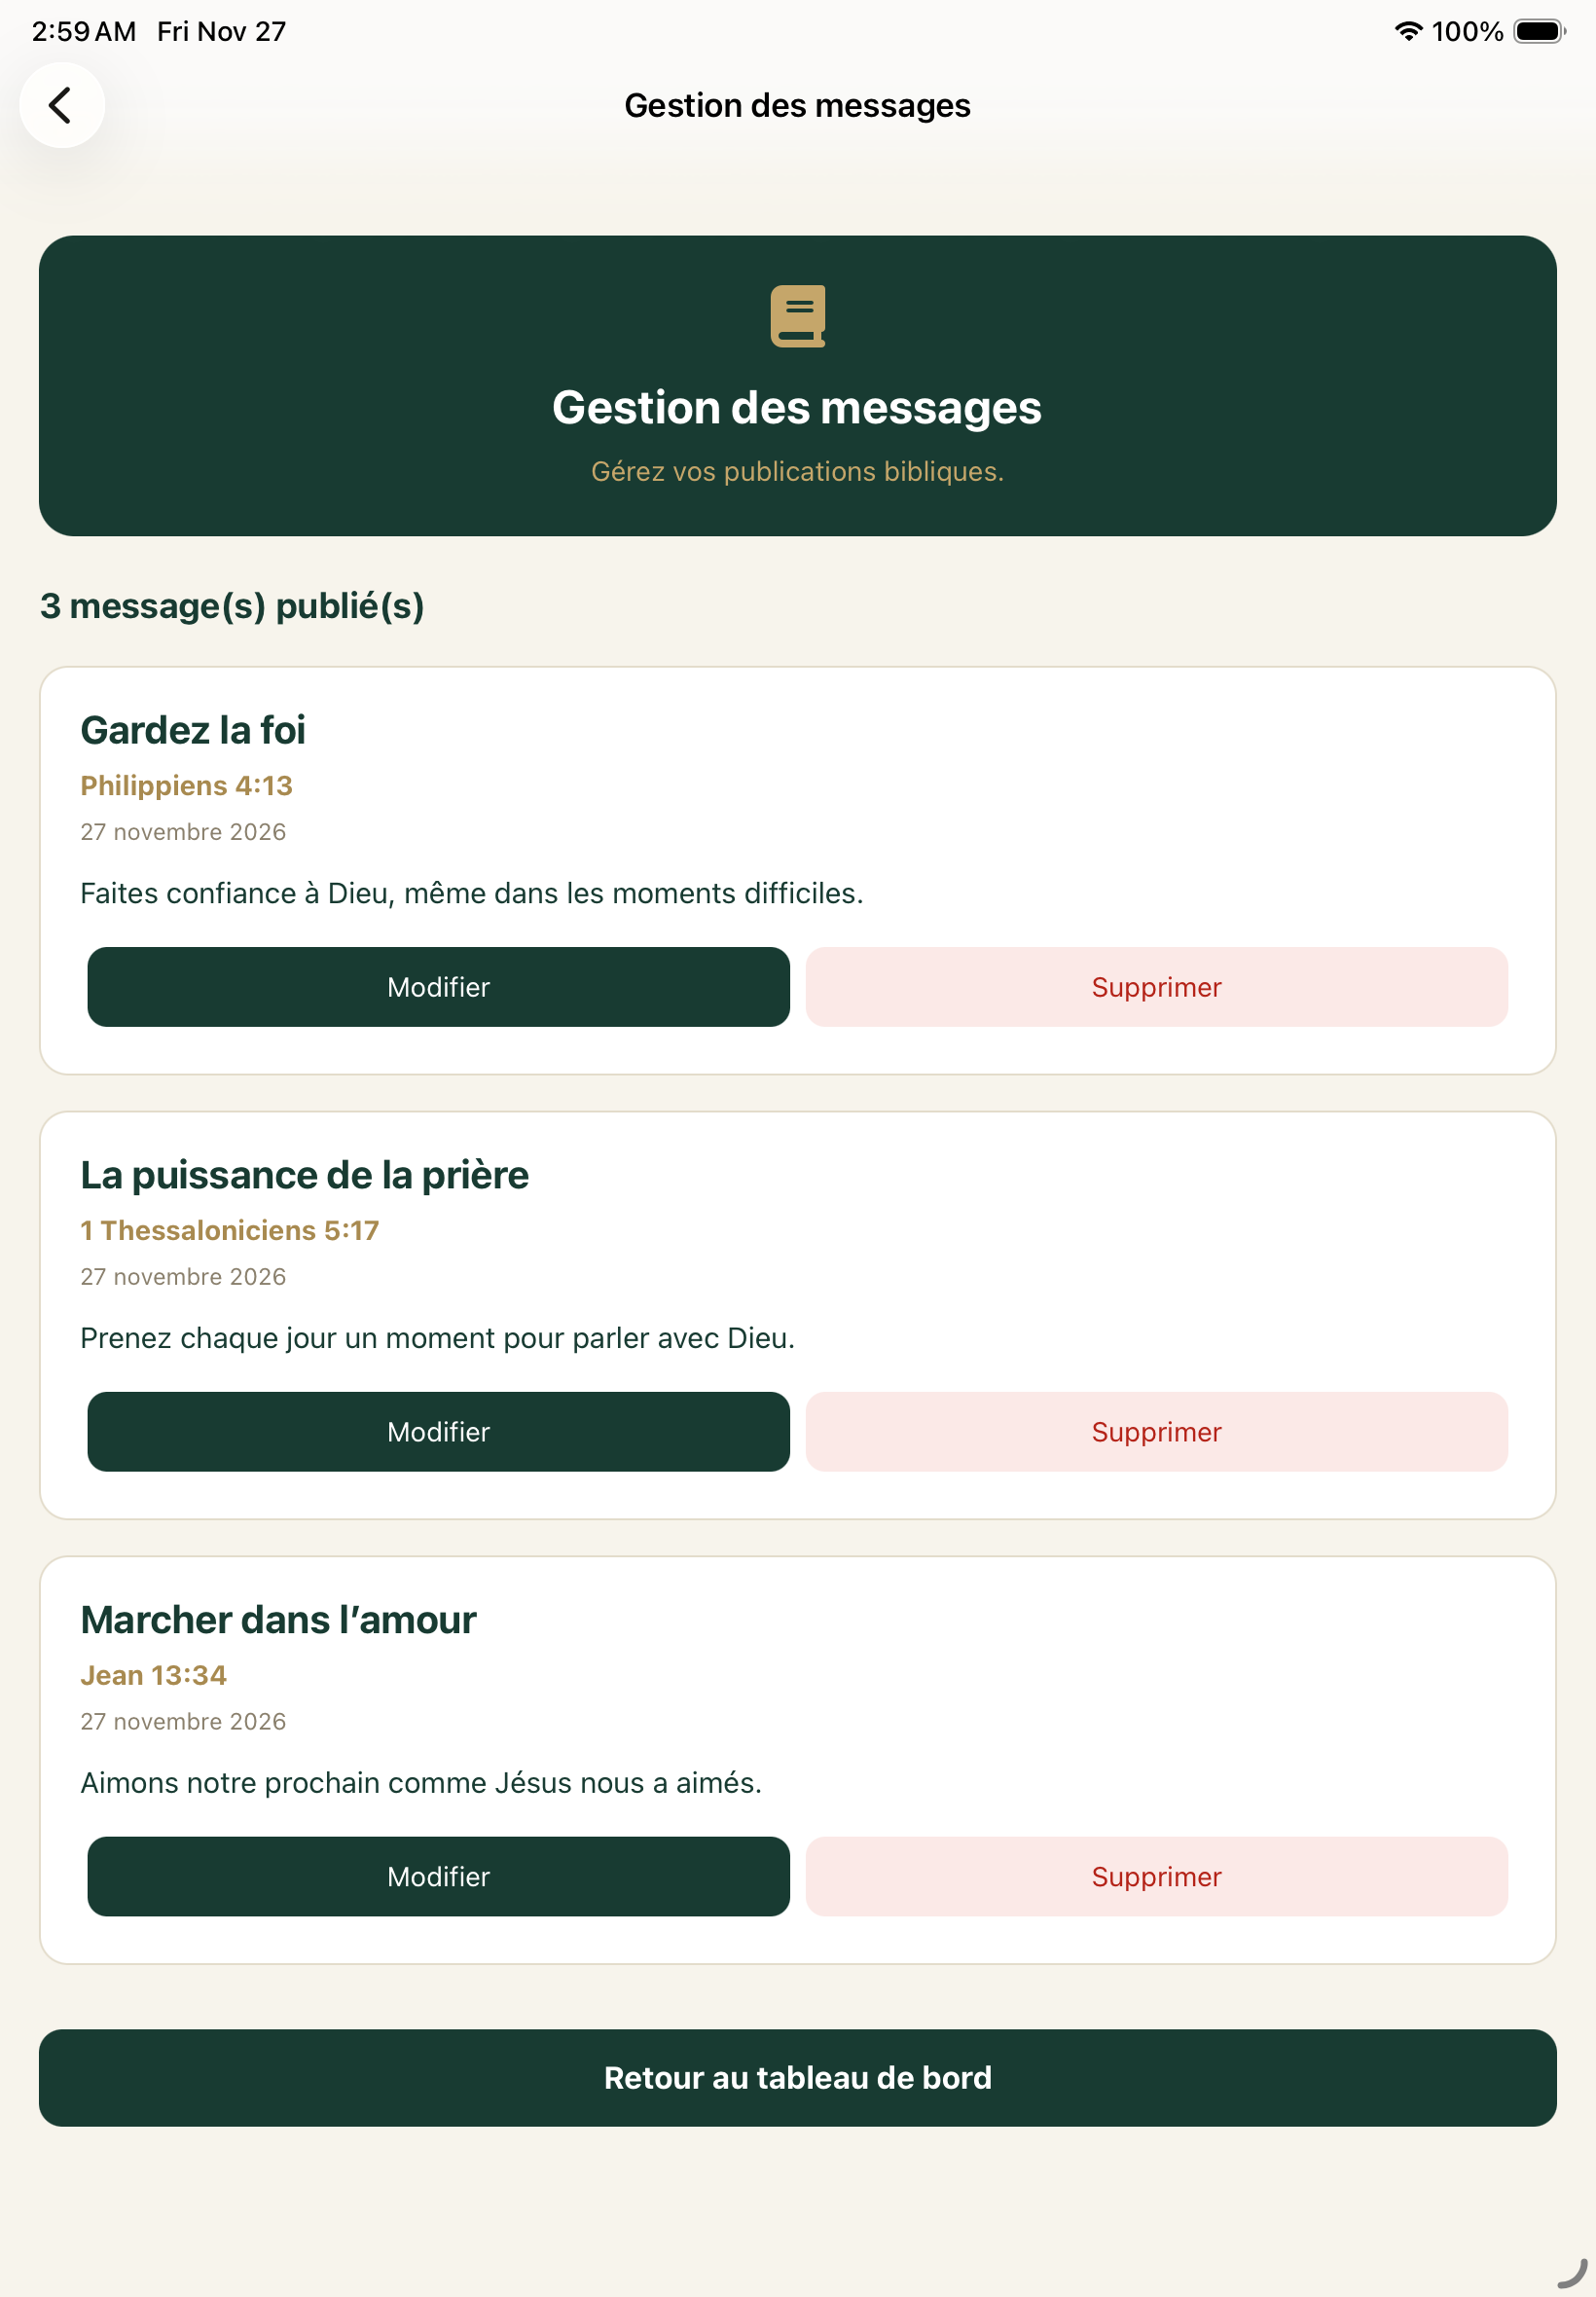 2:59 AM Fri Nov 27 100%
Gestion des messages
Gestion des messages
Gérez vos publications bibliques.
3 message(s) publié(s)
Gardez la foi
Philippiens 4:13
27 novembre 2026
Faites confiance à Dieu, même dans les moments difficiles.
Modifier Supprimer
La puissance de la prière
1 Thessaloniciens 5:17
27 novembre 2026
Prenez chaque jour un moment pour parler avec Dieu.
Modifier Supprimer
Marcher dans l’amour
Jean 13:34
27 novembre 2026
Aimons notre prochain comme Jésus nous a aimés.
Modifier Supprimer
Retour au tableau de bord